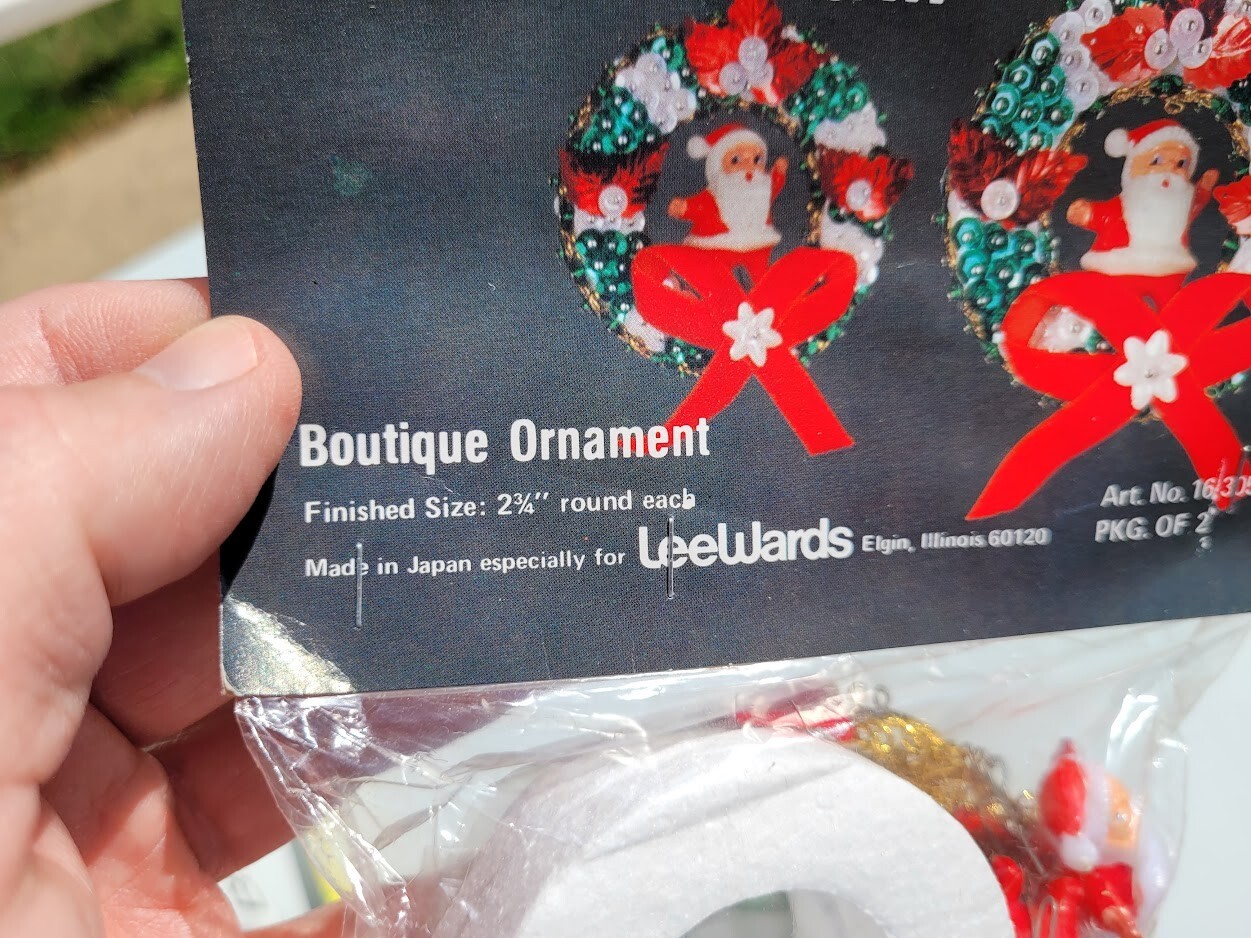 Boutique Ornament
Finished Size: 2¾" round each
Made in Japan especially for LeeWards Elgin, Illinois 60120
Art. No.
PKG. OF 2